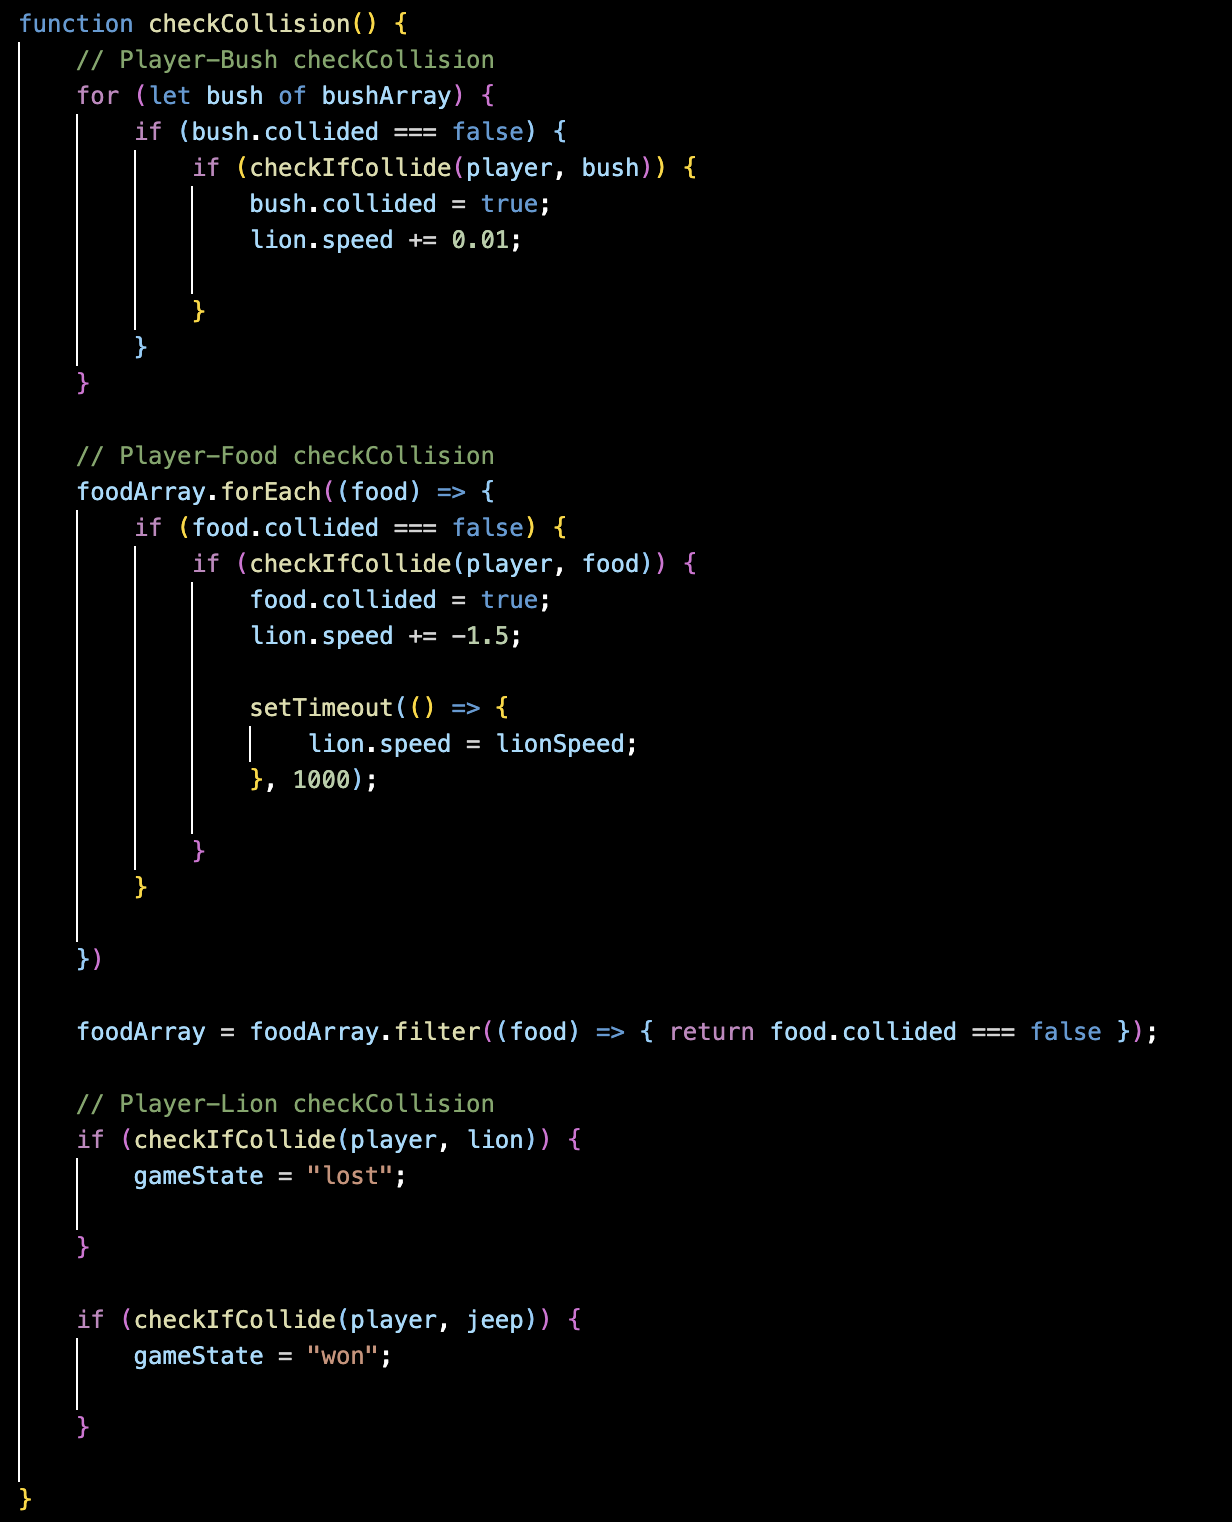 function checkCollision() {
    // Player-Bush checkCollision
    for (let bush of bushArray) {
        if (bush.collided === false) {
            if (checkIfCollide(player, bush)) {
                bush.collided = true;
                lion.speed += 0.01;

            }
        }
    }

    // Player-Food checkCollision
    foodArray.forEach((food) => {
        if (food.collided === false) {
            if (checkIfCollide(player, food)) {
                food.collided = true;
                lion.speed += -1.5;

                setTimeout(() => {
                    lion.speed = lionSpeed;
                }, 1000);

            }
        }

    })

    foodArray = foodArray.filter((food) => { return food.collided === false });

    // Player-Lion checkCollision
    if (checkIfCollide(player, lion)) {
        gameState = "lost";

    }

    if (checkIfCollide(player, jeep)) {
        gameState = "won";

    }

}